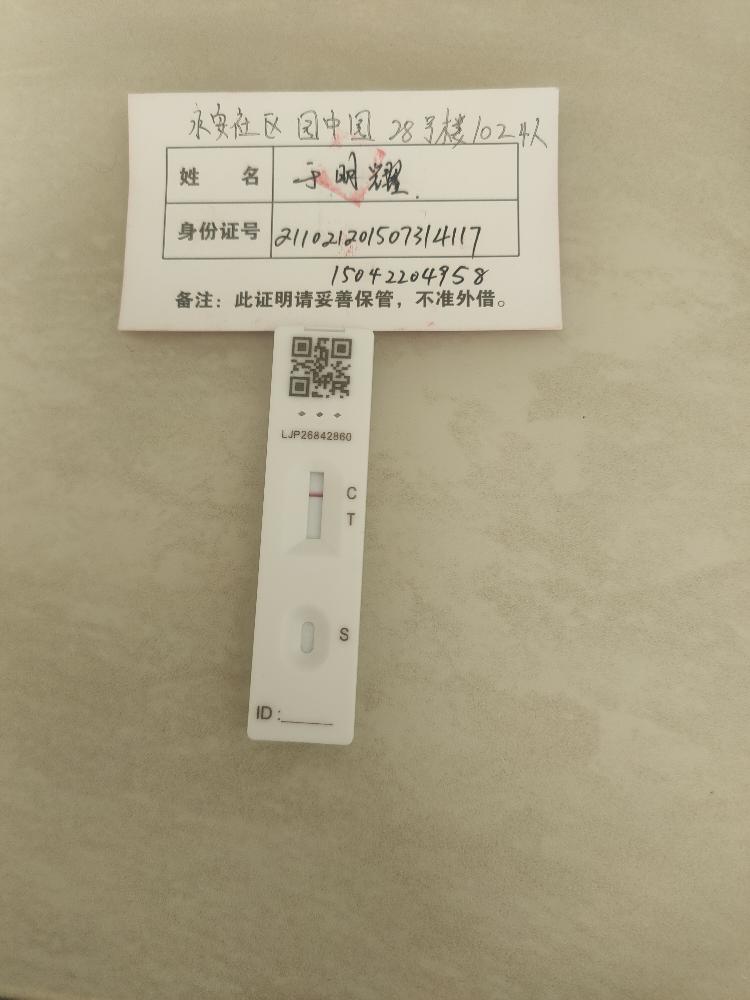 永安社区 园中园 28号楼102 4人
姓 名 于明耀.
身份证号 211021201507314117
15042204958
备注：此证明请妥善保管，不准外借。
LJP26842860
C
T
S
ID: